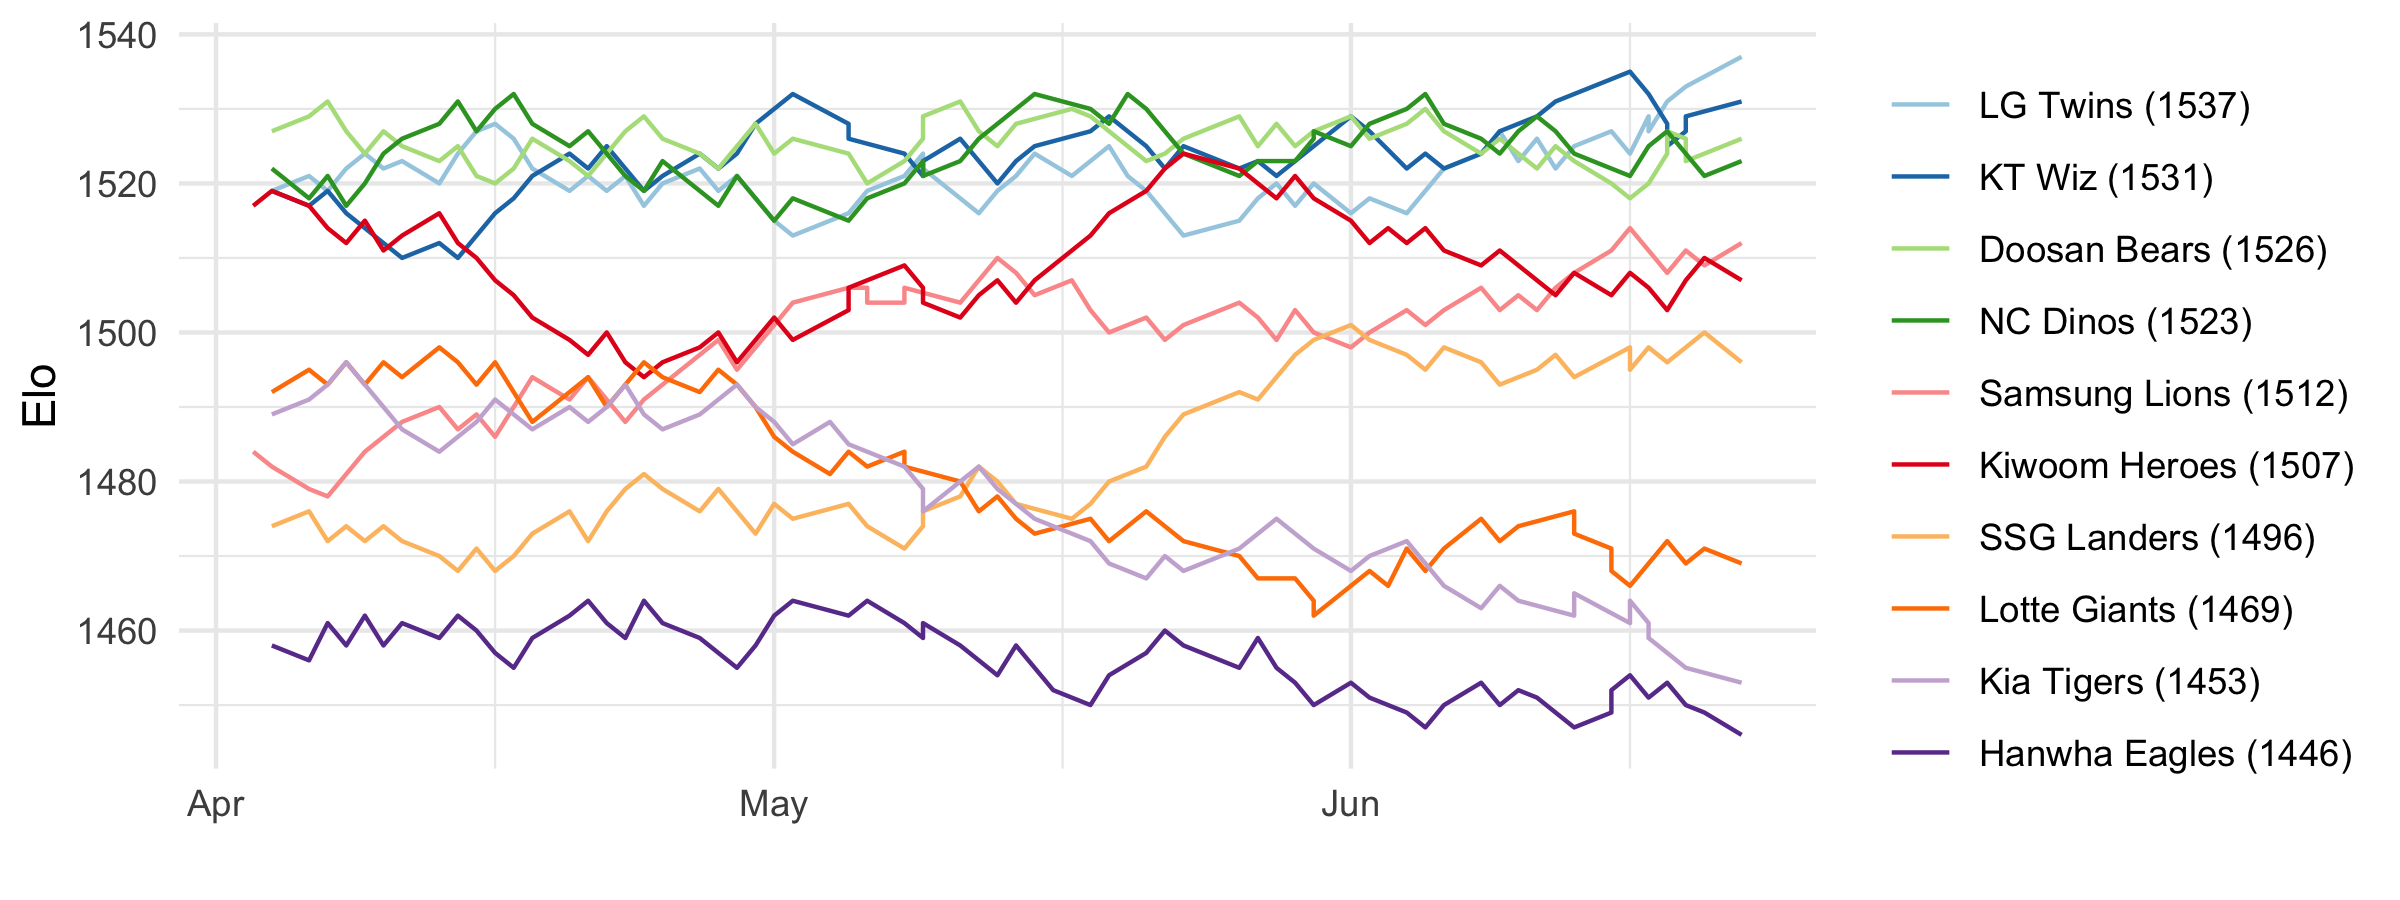 1540
1520
1500
1480
1460
Elo
Apr
May
Jun
LG Twins (1537)
KT Wiz (1531)
Doosan Bears (1526)
NC Dinos (1523)
Samsung Lions (1512)
Kiwoom Heroes (1507)
SSG Landers (1496)
Lotte Giants (1469)
Kia Tigers (1453)
Hanwha Eagles (1446)